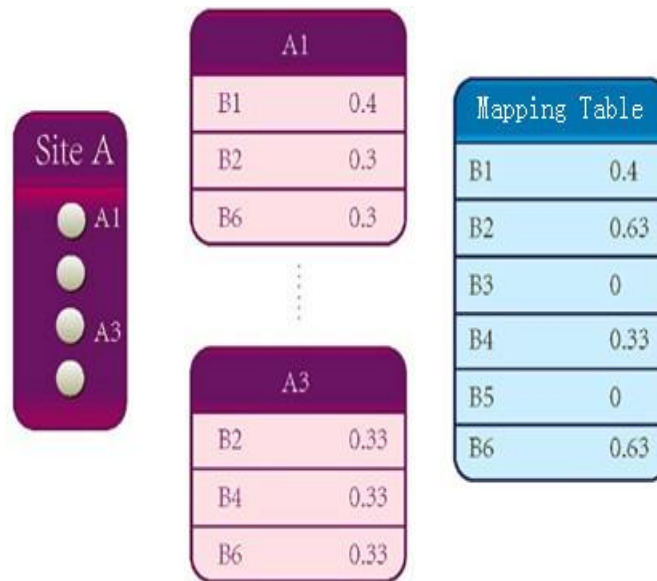 Site A
A1
A3
A1
B1 0.4
B2 0.3
B6 0.3
A3
B2 0.33
B4 0.33
B6 0.33
Mapping Table
B1 0.4
B2 0.63
B3 0
B4 0.33
B5 0
B6 0.63